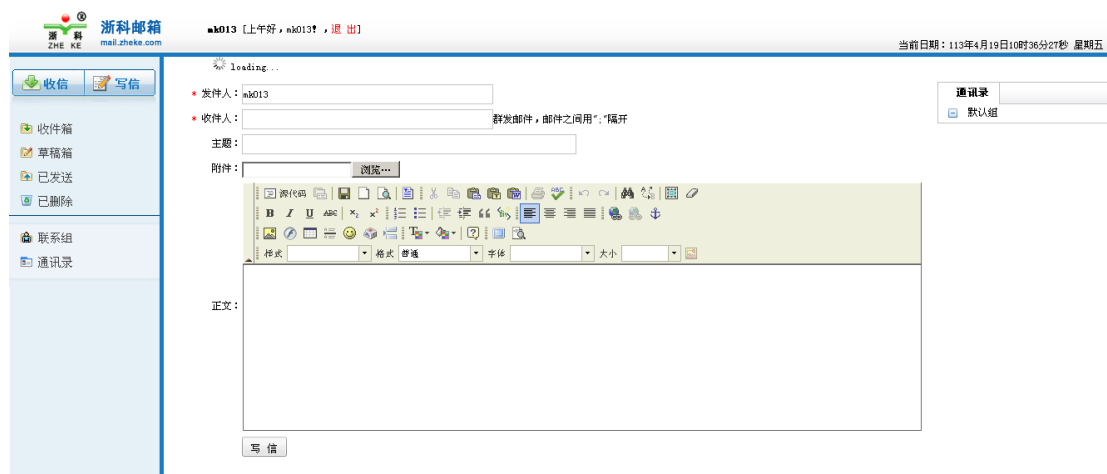 ®
浙 科
ZHE KE
浙科邮箱
mail.zheke.com
mk013 [上午好，mk013！，退 出]
当前日期：113年4月19日10时36分27秒 星期五
收信
写信
收件箱
草稿箱
已发送
已删除
联系组
通讯录
loading...
* 发件人：mk013
* 收件人：
群发邮件，邮件之间用";"隔开
主题：
附件：
浏览…
源代码
B I U ABC x₂ x²
样式
格式 普通
字体
大小
正文：
写 信
通讯录
默认组